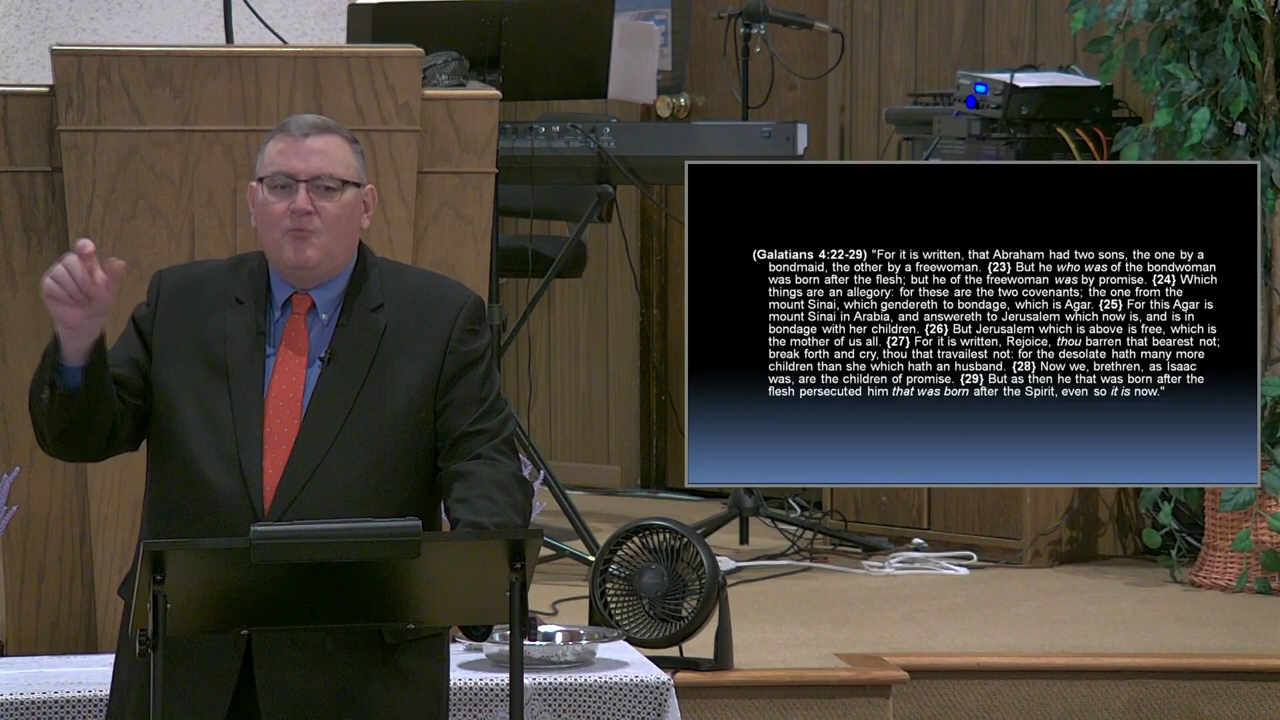 (Galatians 4:22-29) "For it is written, that Abraham had two sons, the one by a
bondmaid, the other by a freewoman. {23} But he who was of the bondwoman
was born after the flesh; but he of the freewoman was by promise. {24} Which
things are an allegory: for these are the two covenants; the one from the
mount Sinai, which gendereth to bondage, which is Agar. {25} For this Agar is
mount Sinai in Arabia, and answereth to Jerusalem which now is, and is in
bondage with her children. {26} But Jerusalem which is above is free, which is
the mother of us all. {27} For it is written, Rejoice, thou barren that bearest not;
break forth and cry, thou that travailest not: for the desolate hath many more
children than she which hath an husband. {28} Now we, brethren, as Isaac
was, are the children of promise. {29} But as then he that was born after the
flesh persecuted him that was born after the Spirit, even so it is now."